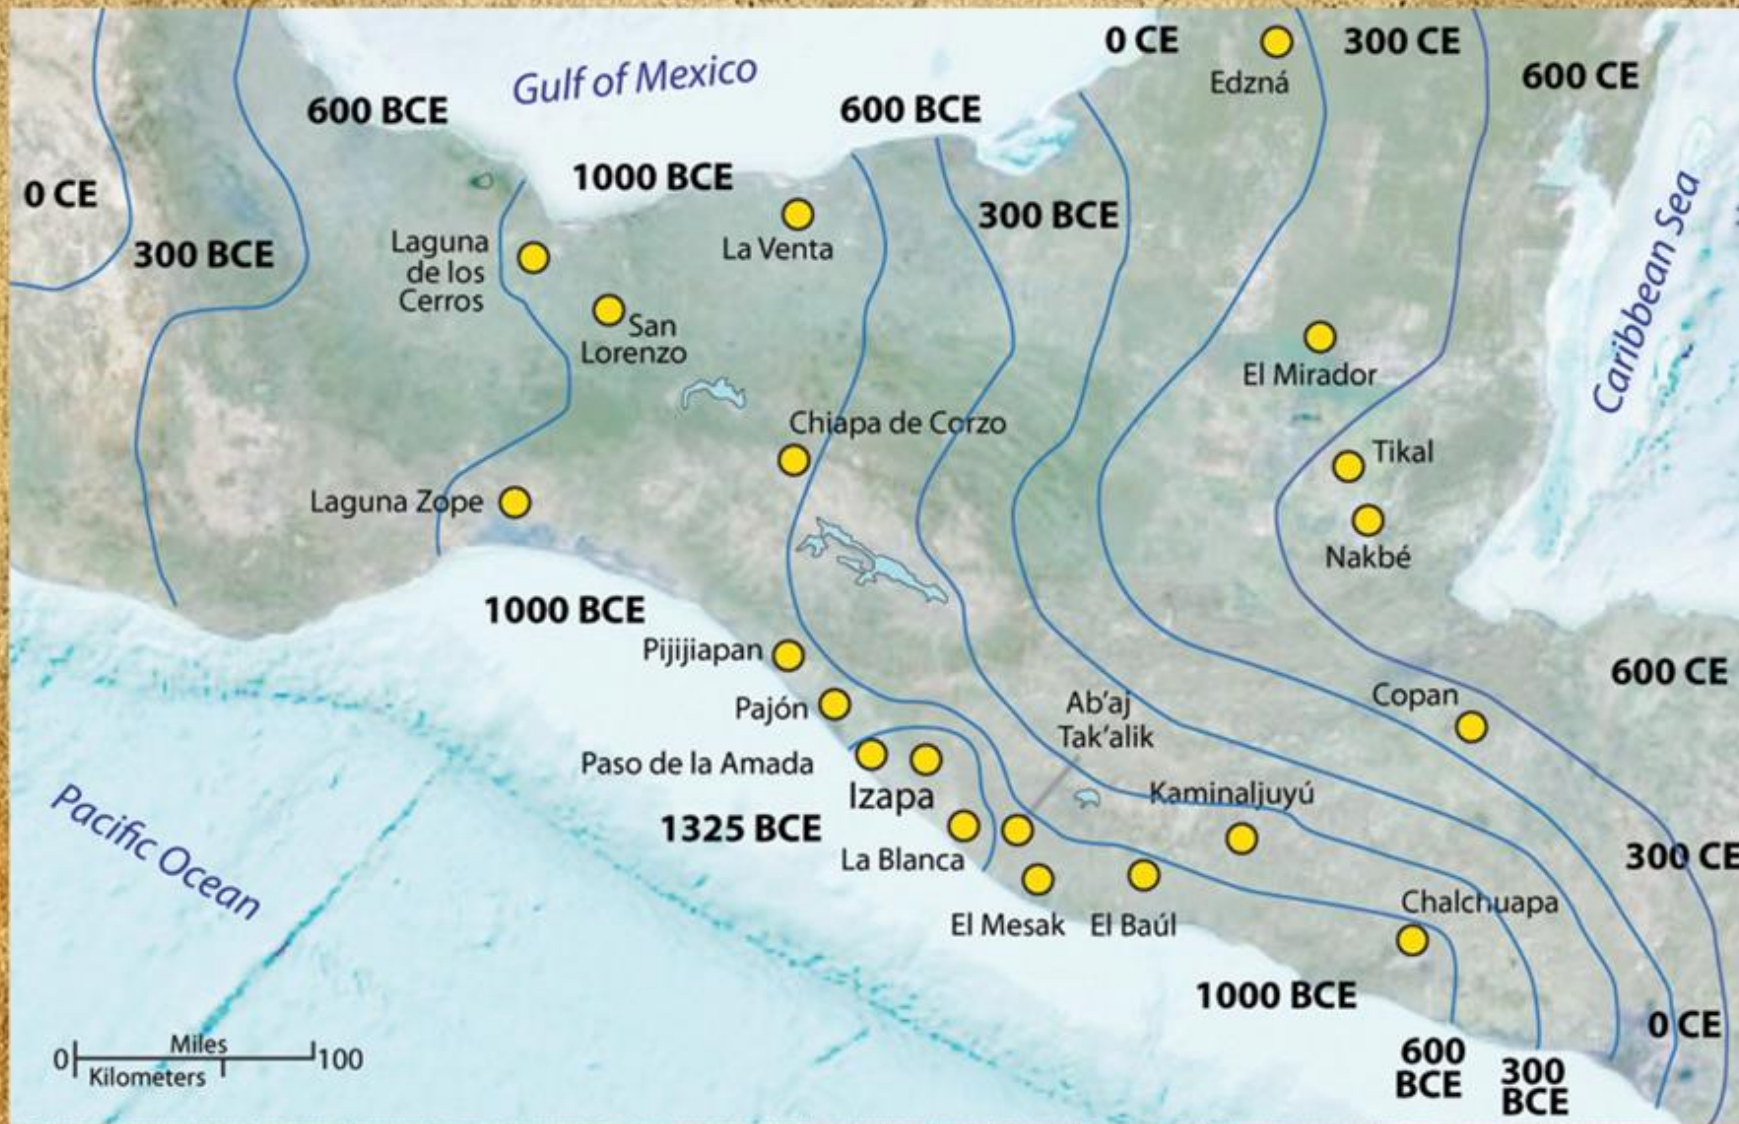 0 CE
300 CE
600 CE
Gulf of Mexico
Edzná
600 BCE
600 BCE
1000 BCE
0 CE
300 BCE
300 BCE
Laguna
de los
Cerros
La Venta
Caribbean Sea
San
Lorenzo
El Mirador
Chiapa de Corzo
Tikal
Laguna Zope
Nakbé
1000 BCE
Pijijiapan
600 CE
Copan
Pajón
Ab'aj
Tak'alik
Paso de la Amada
Izapa
Kaminaljuyú
Pacific Ocean
1325 BCE
La Blanca
300 CE
Chalchuapa
El Mesak
El Baúl
1000 BCE
0 CE
600
BCE
300
BCE
Miles
0
100
Kilometers